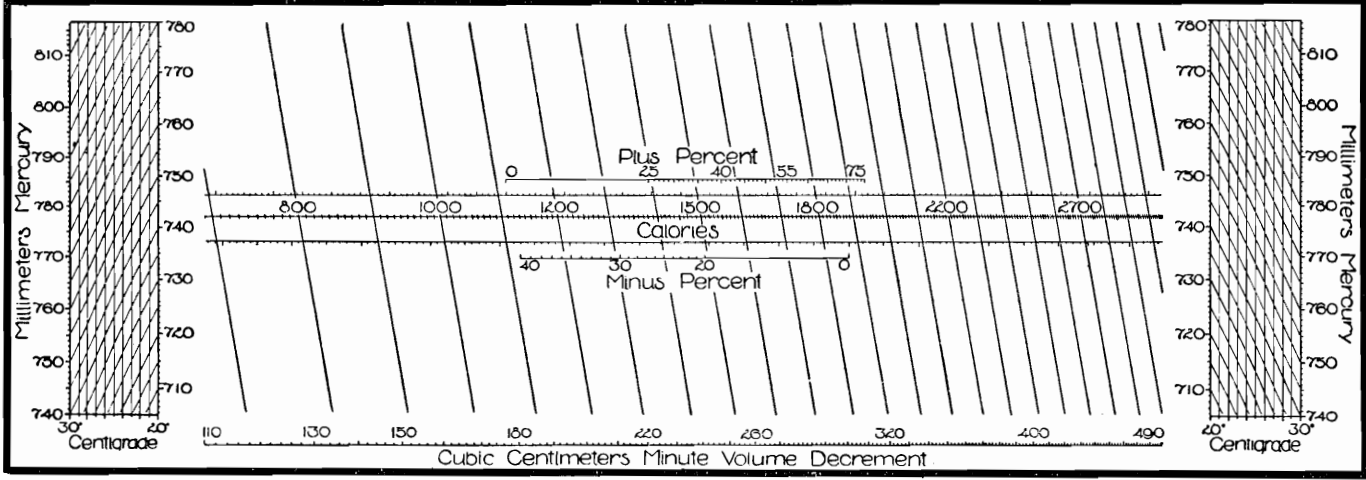 Millimeters Mercury
810
800
790
780
770
760
750
740
780
770
760
750
740
730
720
710
30° 20°
Centigrade
Plus Percent
0 25 40 55 75
800 1000 1200 1500 1800 2200 2700
Calories
40 30 20 0
Minus Percent
110 130 150 180 220 260 320 400 490
Cubic Centimeters Minute Volume Decrement
780
770
760
750
740
730
720
710
810
800
790
780
770
760
750
740
Millimeters Mercury
20° 30°
Centigrade